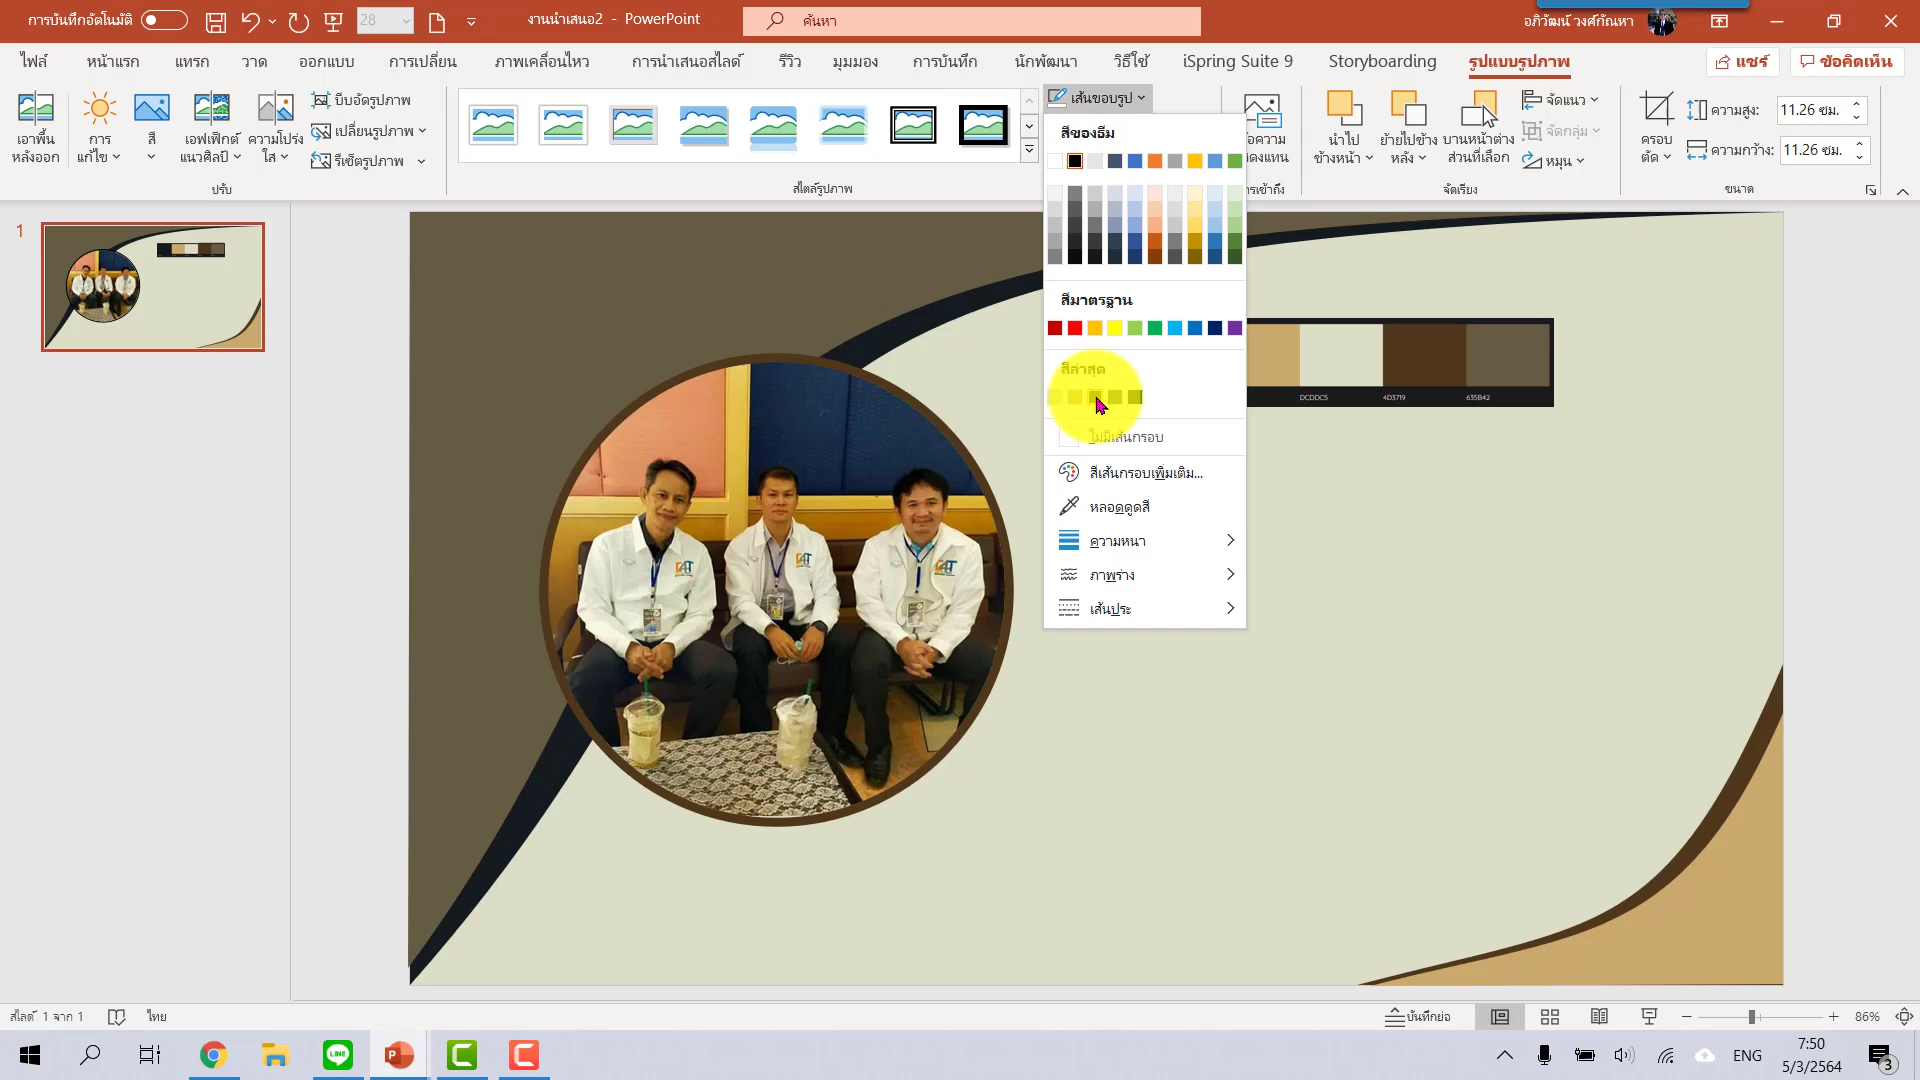 การบันทึกอัตโนมัติ
28
งานนำเสนอ2 - PowerPoint
ค้นหา
อภิวัฒน์ วงศ์กัณหา
ไฟล์ หน้าแรก แทรก วาด ออกแบบ การเปลี่ยน ภาพเคลื่อนไหว การนำเสนอสไลด์ รีวิว มุมมอง การบันทึก นักพัฒนา วิธีใช้ iSpring Suite 9 Storyboarding รูปแบบรูปภาพ แชร์ ข้อคิดเห็น
เอาพื้น
หลังออก
การ
แก้ไข
สี
เอฟเฟ็กต์
แนวศิลป์
ความโปร่ง
ใส
บีบอัดรูปภาพ
เปลี่ยนรูปภาพ
รีเซ็ตรูปภาพ
ปรับ
สไตล์รูปภาพ
เส้นขอบรูป
สีของธีม
สีมาตรฐาน
สีล่าสุด
ไม่มีเส้นกรอบ
สีเส้นกรอบเพิ่มเติม...
หลอดดูดสี
ความหนา
ภาพร่าง
เส้นประ
นำไป
ข้างหน้า
ย้ายไปข้าง
หลัง
บานหน้าต่าง
ส่วนที่เลือก
จัดแนว
จัดกลุ่ม
หมุน
จัดเรียง
ครอบ
ตัด
ความสูง: 11.26 ซม.
ความกว้าง: 11.26 ซม.
ขนาด
1
DCDDC5 4D3719 635B42
สไลด์ 1 จาก 1
ไทย
บันทึกย่อ
86%
LINE
ENG
7:50
5/3/2564
3